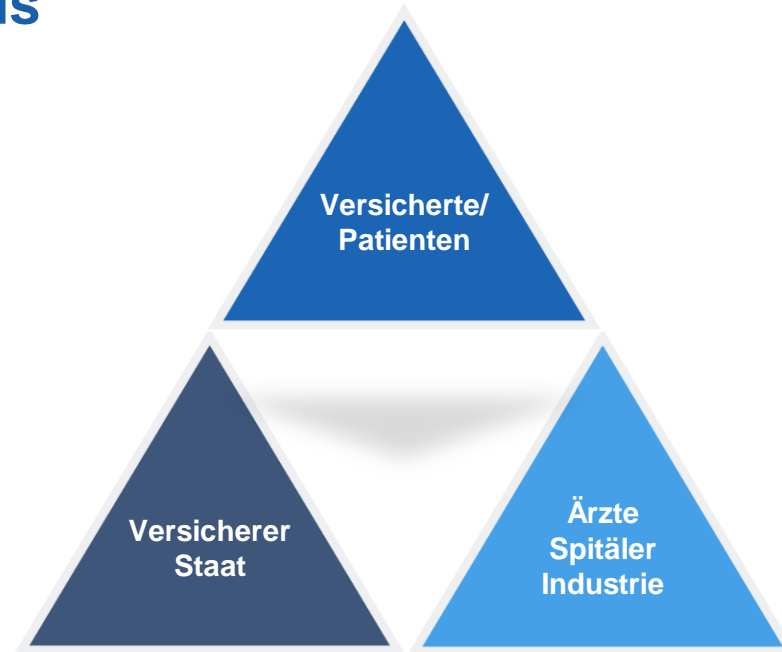 Versicherte/
Patienten
Versicherer
Staat
Ärzte
Spitäler
Industrie